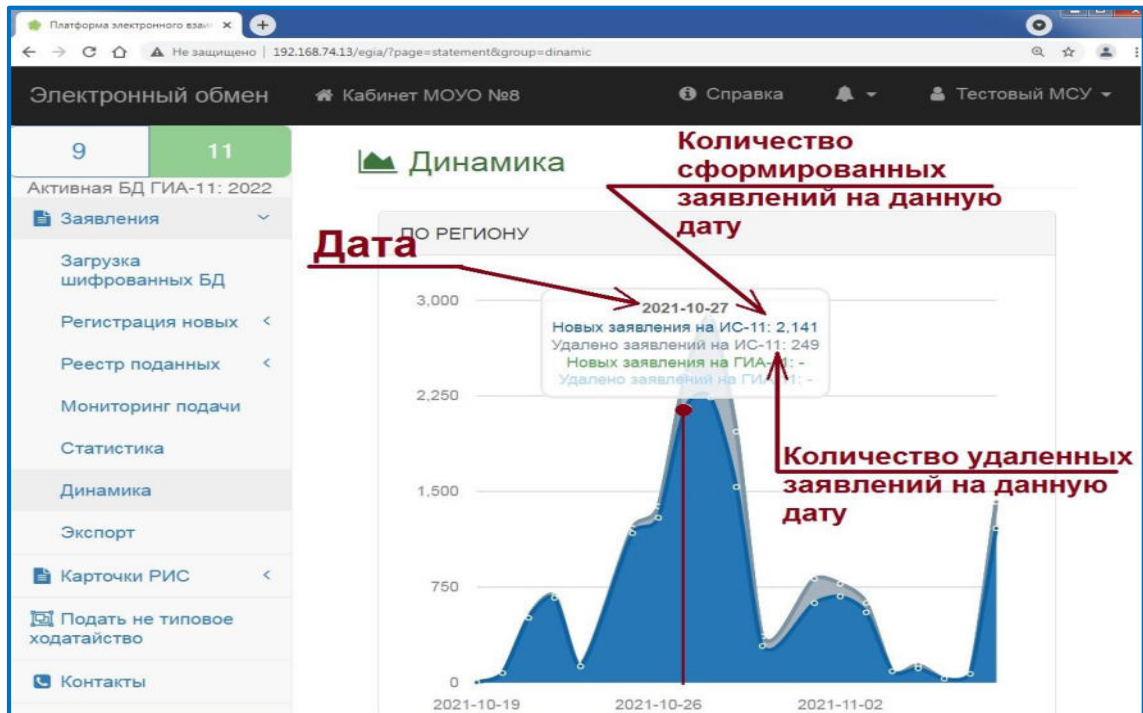 Платформа электронного взаи
Не защищено | 192.168.74.13/egia/?page=statement&group=dinamic
Электронный обмен
Кабинет МОУО №8
Справка
Тестовый МСУ
9
11
Активная БД ГИА-11: 2022
Заявления
Загрузка
шифрованных БД
Регистрация новых
Реестр поданных
Мониторинг подачи
Статистика
Динамика
Экспорт
Карточки РИС
Подать не типовое
ходатайство
Контакты
Динамика
Количество
сформированных
заявлений на данную
дату
ПО РЕГИОНУ
Дата
3,000
2021-10-27
Новых заявления на ИС-11: 2,141
Удалено заявлений на ИС-11: 249
Новых заявления на ГИА-11: -
Удалено заявлений на ГИА-11: -
2,250
Количество удаленных
заявлений на данную
дату
1,500
750
0
2021-10-19
2021-10-26
2021-11-02